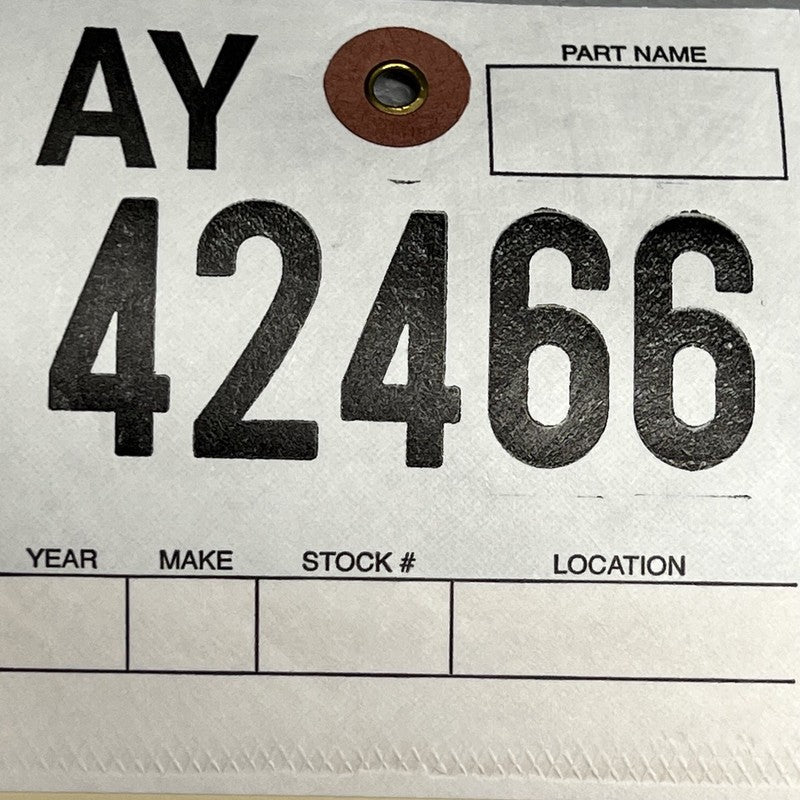 AY
PART NAME
42466
YEAR MAKE STOCK # LOCATION